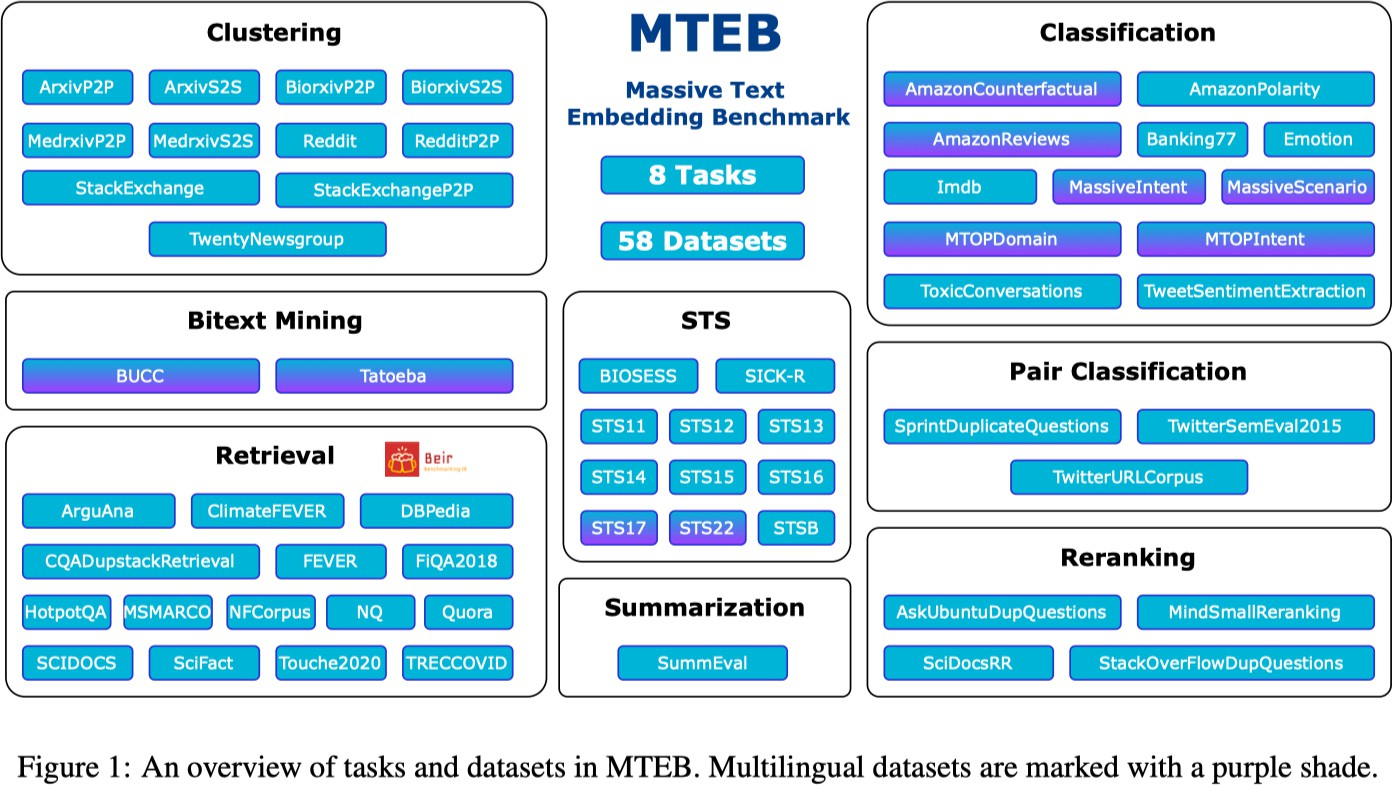 MTEB
Massive Text
Embedding Benchmark
8 Tasks
58 Datasets
Clustering
ArxivP2P ArxivS2S BiorxivP2P BiorxivS2S
MedrxivP2P MedrxivS2S Reddit RedditP2P
StackExchange StackExchangeP2P
TwentyNewsgroup
Bitext Mining
BUCC Tatoeba
Retrieval
Beir
Benchmarking IR
ArguAna ClimateFEVER DBPedia
CQADupstackRetrieval FEVER FiQA2018
HotpotQA MSMARCO NFCorpus NQ Quora
SCIDOCS SciFact Touche2020 TRECCOVID
STS
BIOSESS SICK-R
STS11 STS12 STS13
STS14 STS15 STS16
STS17 STS22 STSB
Summarization
SummEval
Classification
AmazonCounterfactual AmazonPolarity
AmazonReviews Banking77 Emotion
Imdb MassiveIntent MassiveScenario
MTOPDomain MTOPIntent
ToxicConversations TweetSentimentExtraction
Pair Classification
SprintDuplicateQuestions TwitterSemEval2015
TwitterURLCorpus
Reranking
AskUbuntuDupQuestions MindSmallReranking
SciDocsRR StackOverFlowDupQuestions
Figure 1: An overview of tasks and datasets in MTEB. Multilingual datasets are marked with a purple shade.